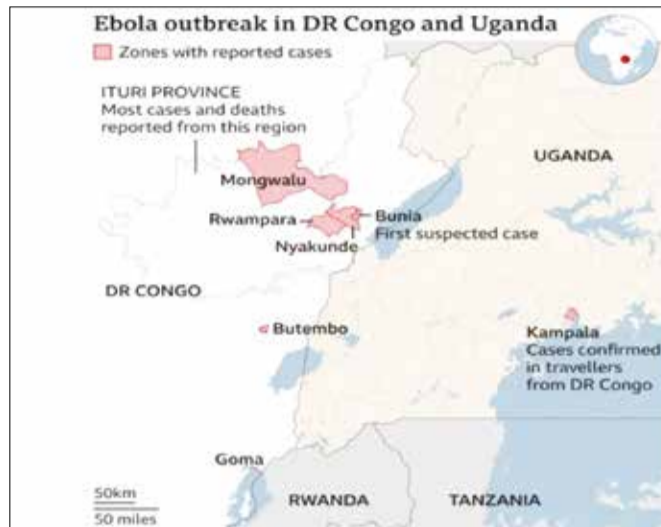 Ebola outbreak in DR Congo and Uganda
Zones with reported cases
ITURI PROVINCE
Most cases and deaths
reported from this region
UGANDA
Mongwalu
Rwampara
Bunia
First suspected case
Nyakunde
DR CONGO
Butembo
Kampala
Cases confirmed
in travellers
from DR Congo
Goma
50km
50 miles
RWANDA
TANZANIA